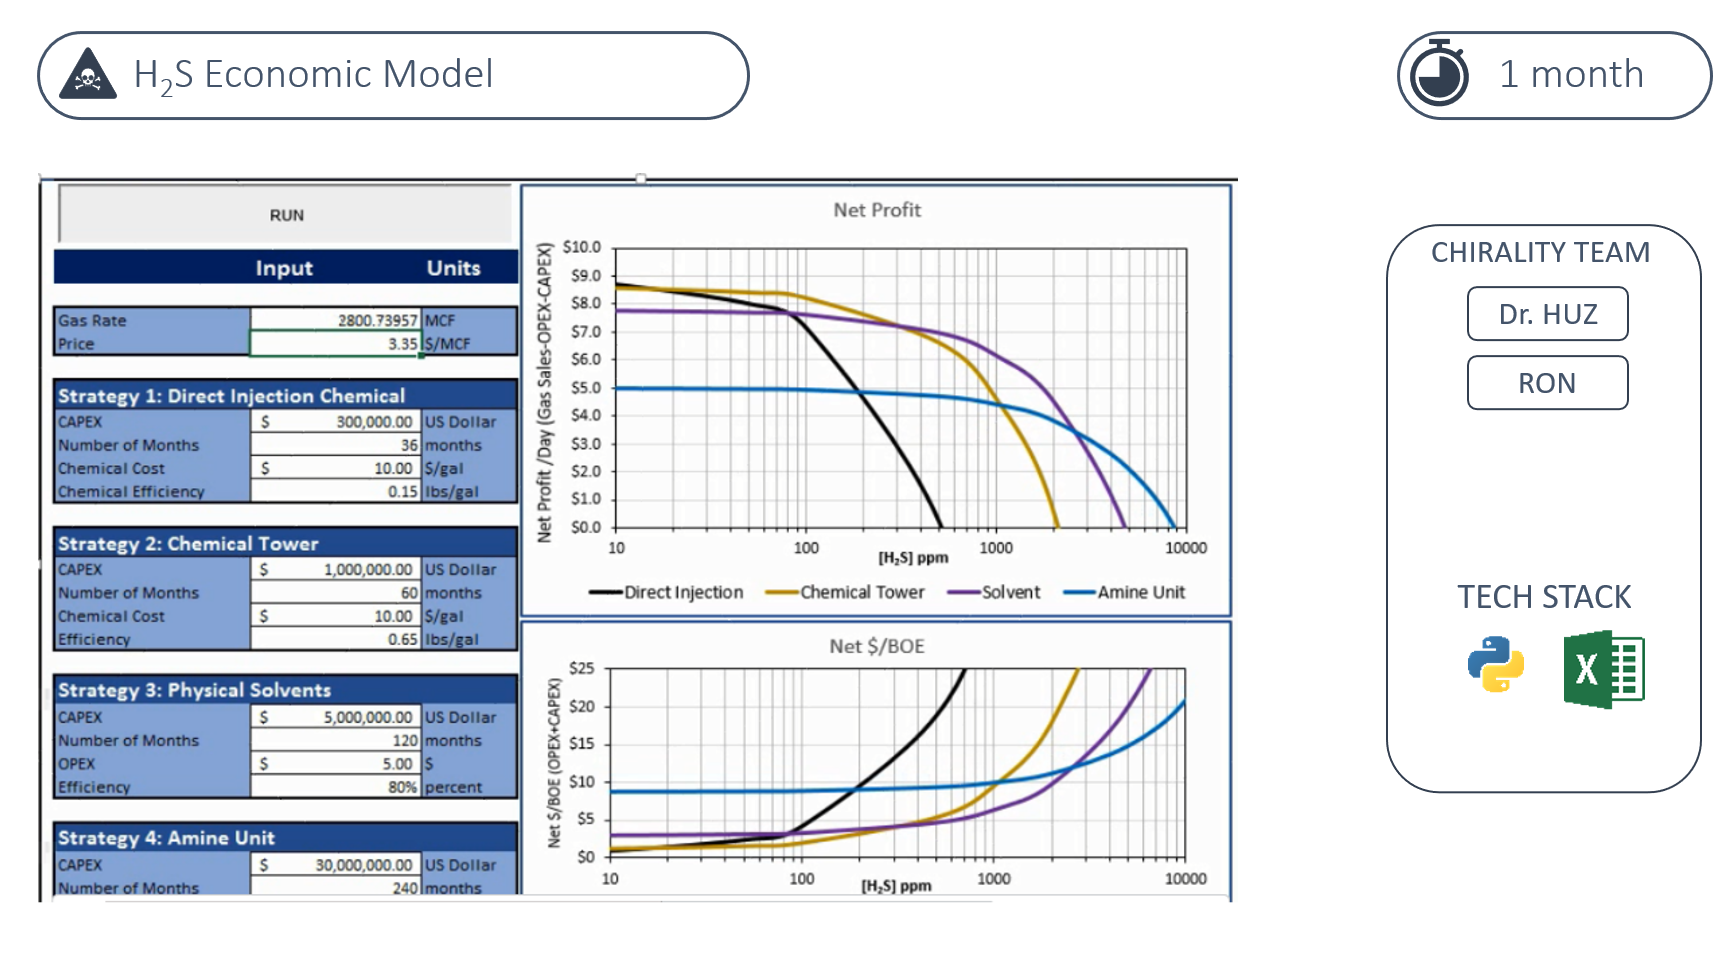 H₂S Economic Model
1 month
RUN
Input Units
Gas Rate 2800.73957 MCF
Price 3.35 $/MCF
Strategy 1: Direct Injection Chemical
CAPEX $ 300,000.00 US Dollar
Number of Months 36 months
Chemical Cost $ 10.00 $/gal
Chemical Efficiency 0.15 lbs/gal
Strategy 2: Chemical Tower
CAPEX $ 1,000,000.00 US Dollar
Number of Months 60 months
Chemical Cost $ 10.00 $/gal
Efficiency 0.65 lbs/gal
Strategy 3: Physical Solvents
CAPEX $ 5,000,000.00 US Dollar
Number of Months 120 months
OPEX $ 5.00 $
Efficiency 80% percent
Strategy 4: Amine Unit
CAPEX $ 30,000,000.00 US Dollar
Number of Months 240 months
Net Profit
Net Profit /Day (Gas Sales-OPEX-CAPEX)
$10.0
$9.0
$8.0
$7.0
$6.0
$5.0
$4.0
$3.0
$2.0
$1.0
$0.0
10 100 1000 10000
[H₂S] ppm
Direct Injection Chemical Tower Solvent Amine Unit
Net $/BOE
Net $/BOE (OPEX+CAPEX)
$25
$20
$15
$10
$5
$0
10 100 1000 10000
[H₂S] ppm
CHIRALITY TEAM
Dr. HUZ
RON
TECH STACK
X